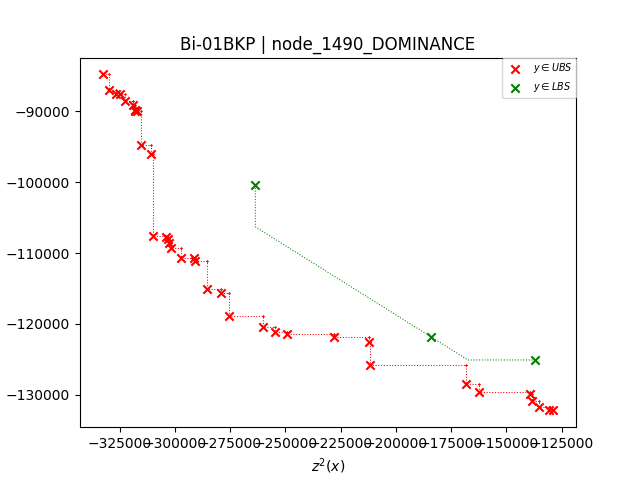 Bi-01BKP | node_1490_DOMINANCE
y ∈ UBS
y ∈ LBS
−90000
−100000
−110000
−120000
−130000
−325000 −300000 −275000 −250000 −225000 −200000 −175000 −150000 −125000
z²(x)